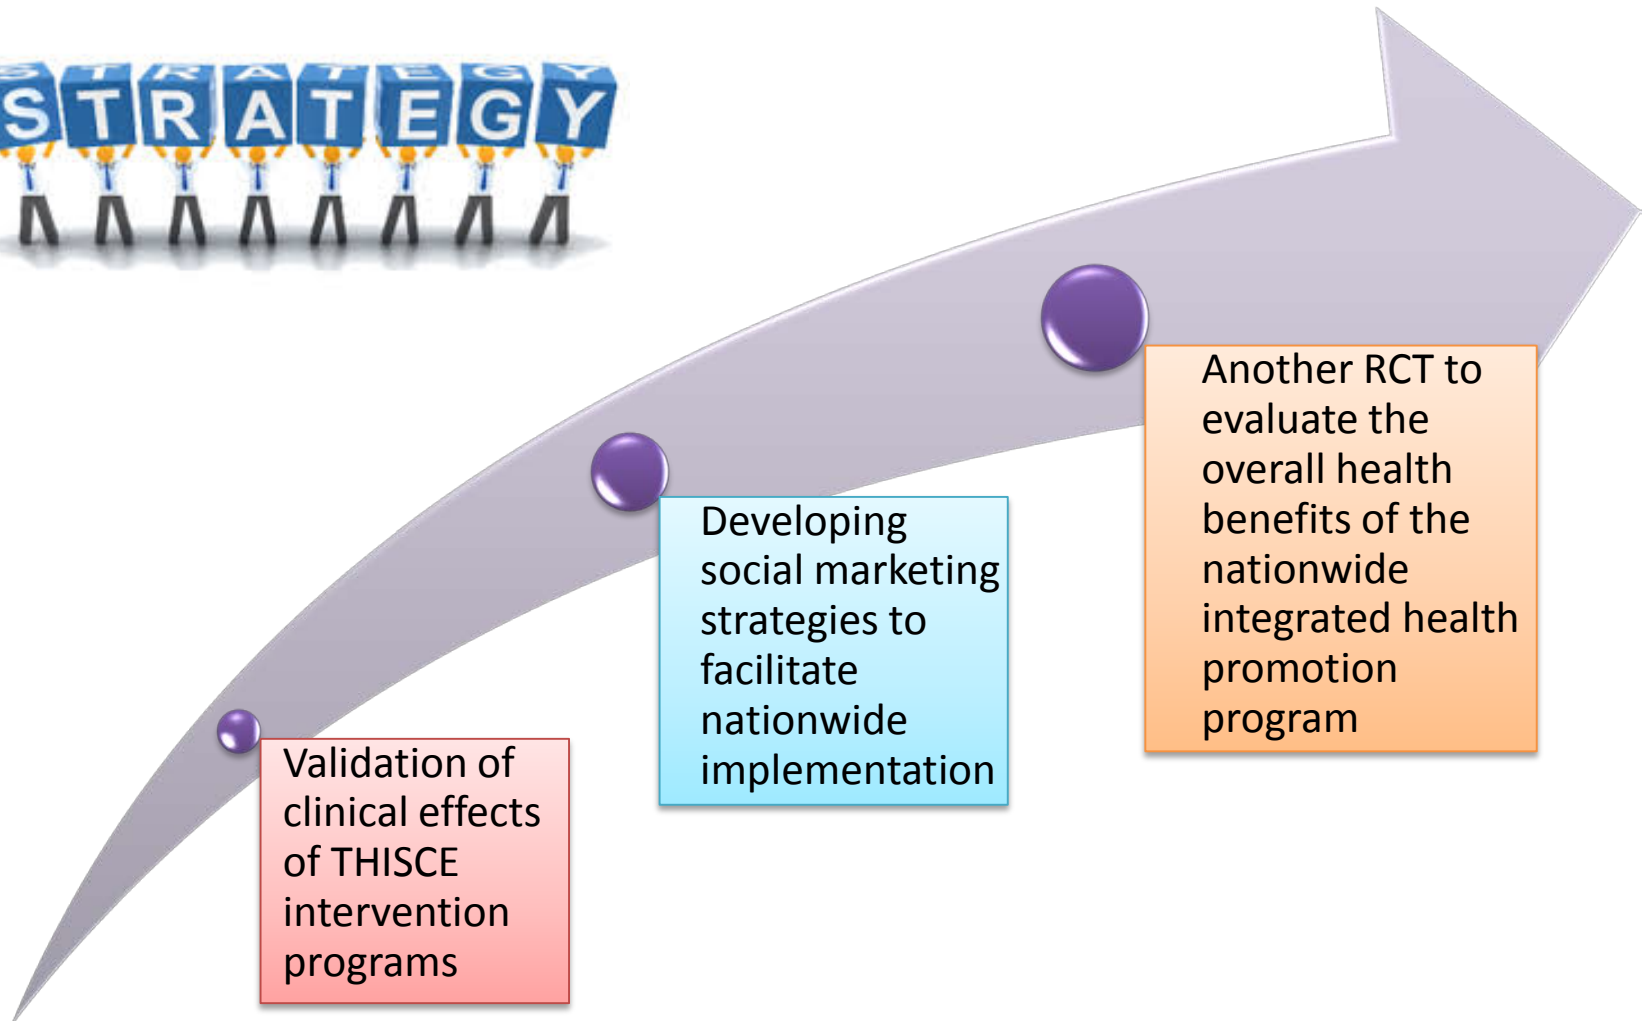 STRATEGY
Validation of
clinical effects
of THISCE
intervention
programs
Developing
social marketing
strategies to
facilitate
nationwide
implementation
Another RCT to
evaluate the
overall health
benefits of the
nationwide
integrated health
promotion
program